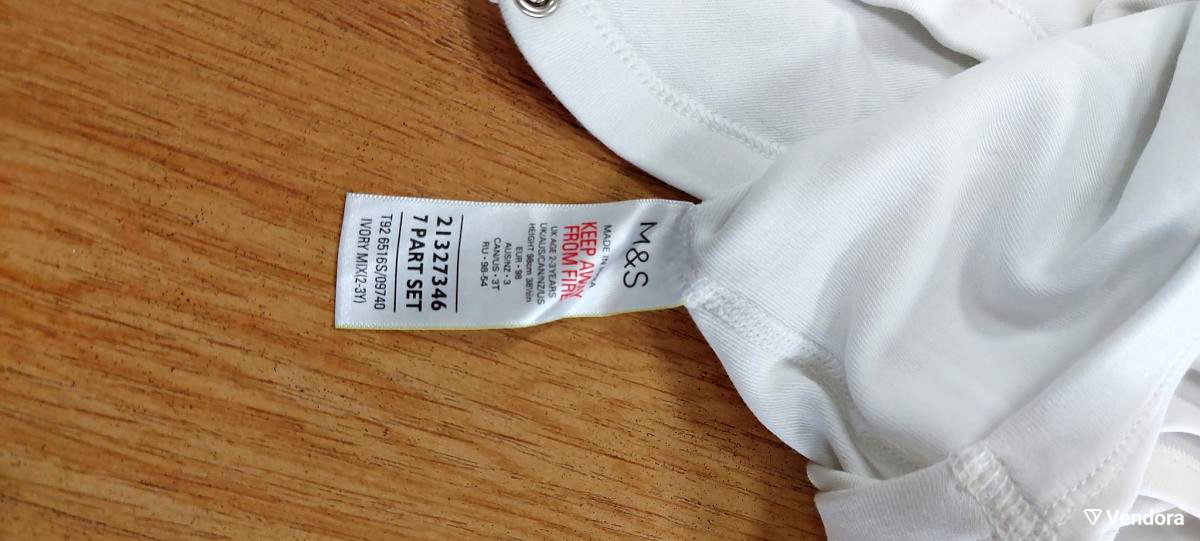 M&S
MADE IN
KEEP AWAY
FROM FIRE
UK AGE 2-3 YEARS
UK/AUS/CAN/NZ/US
HEIGHT 98cm
EUR - 98
AUS/NZ - 3
CAN/US - 3T
RU - 98-54
21327346
7 PART SET
T92 6516S/09740
IVORY MIX(2-3Y)
Vendora